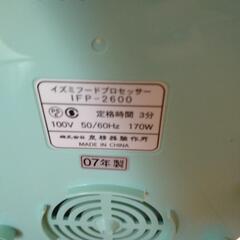 イズミフードプロセッサー
IFP-2600
定格時間 3分
100V 50/60Hz 170W
株式会社 泉精器製作所
MADE IN CHINA
07年製